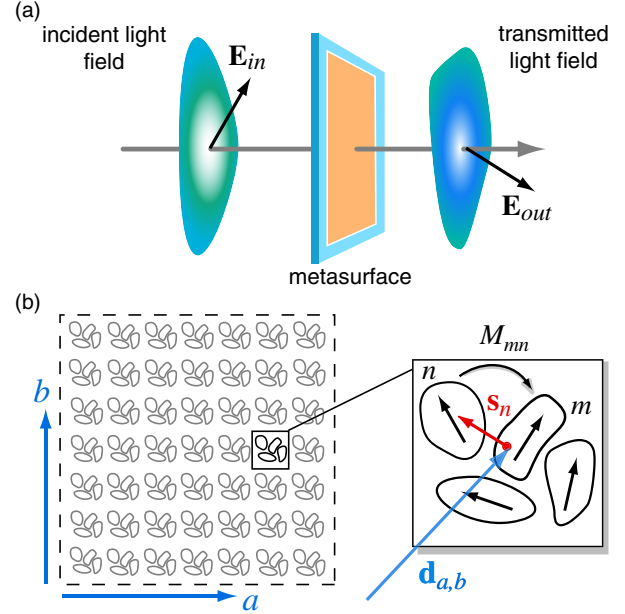 (a)
incident light
field
E_in
transmitted
light field
E_out
metasurface
(b)
b
a
M_mn
n
s_n
m
d_a,b